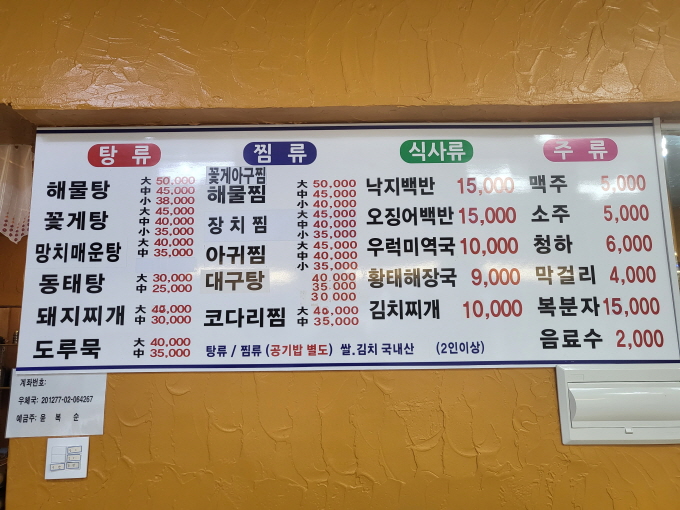 탕 류
해물탕 大 50,000
中 45,000
小 38,000
꽃게탕 大 45,000
中 40,000
小 35,000
망치매운탕 大 40,000
中 35,000
동태탕 大 30,000
中 25,000
돼지찌개 大 40,000
中 30,000
도루묵 大 40,000
中 35,000
찜 류
꽃게아구찜
해물찜 大 50,000
中 45,000
小 40,000
장치찜 大 45,000
中 40,000
小 35,000
아귀찜 大 45,000
中 40,000
小 35,000
대구탕 40,000
35,000
30,000
코다리찜 大 40,000
中 35,000
식사류
낙지백반 15,000
오징어백반 15,000
우럭미역국 10,000
황태해장국 9,000
김치찌개 10,000
주 류
맥주 5,000
소주 5,000
청하 6,000
막걸리 4,000
복분자 15,000
음료수 2,000
탕류 / 찜류 (공기밥 별도) 쌀.김치 국내산 (2인이상)
계좌번호:
우체국: 201277-02-064267
예금주: 윤 복 순